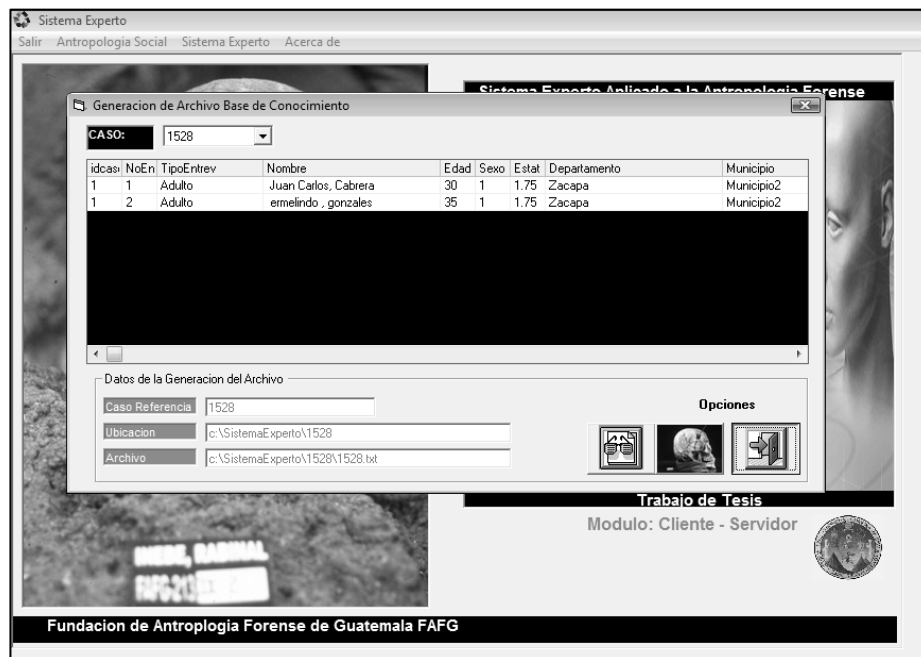 Sistema Experto
Salir Antropologia Social Sistema Experto Acerca de
Sistema Experto Aplicado a la Antropologia Forense
Generacion de Archivo Base de Conocimiento
CASO: 1528
idcas NoEn TipoEntrev Nombre Edad Sexo Estat Departamento Municipio
1 1 Adulto Juan Carlos, Cabrera 30 1 1.75 Zacapa Municipio2
1 2 Adulto ermelindo , gonzales 35 1 1.75 Zacapa Municipio2
Datos de la Generacion del Archivo
Caso Referencia 1528
Opciones
Ubicacion c:\SistemaExperto\1528
Archivo c:\SistemaExperto\1528\1528.txt
Trabajo de Tesis
Modulo: Cliente - Servidor
RABINAL
FAFG-213
Fundacion de Antroplogia Forense de Guatemala FAFG